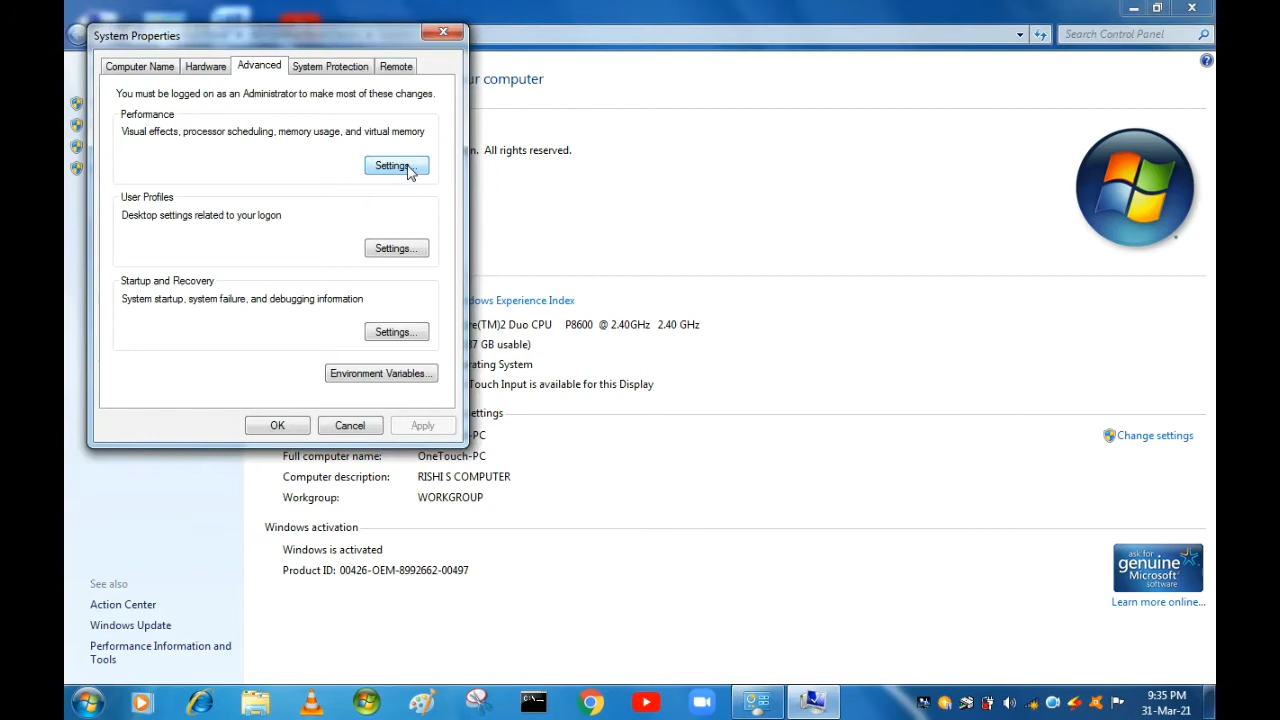 System Properties
Search Control Panel
Computer Name
Hardware
Advanced
System Protection
Remote
ur computer
You must be logged on as an Administrator to make most of these changes.
Performance
Visual effects, processor scheduling, memory usage, and virtual memory
n. All rights reserved.
Settings...
User Profiles
Desktop settings related to your logon
Settings...
Startup and Recovery
System startup, system failure, and debugging information
Settings...
Environment Variables...
OK
Cancel
Apply
dows Experience Index
re(TM)2 Duo CPU P8600 @ 2.40GHz 2.40 GHz
7 GB usable)
rating System
Touch Input is available for this Display
ettings
-PC
Change settings
Full computer name: OneTouch-PC
Computer description: RISHI S COMPUTER
Workgroup: WORKGROUP
Windows activation
Windows is activated
Product ID: 00426-OEM-8992662-00497
ask for
genuine
Microsoft
software
Learn more online...
See also
Action Center
Windows Update
Performance Information and
Tools
9:35 PM
31-Mar-21